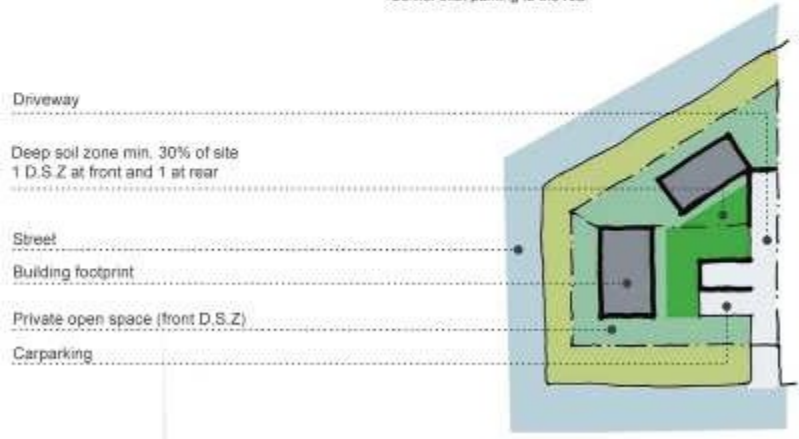 Driveway
Deep soil zone min. 30% of site
1 D.S.Z at front and 1 at rear
Street
Building footprint
Private open space (front D.S.Z)
Carparking